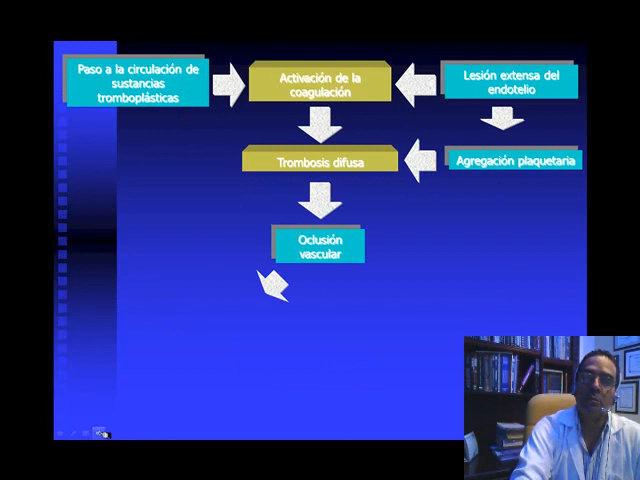 Paso a la circulación de
sustancias
tromboplásticas
Activación de la
coagulación
Lesión extensa del
endotelio
Trombosis difusa
Agregación plaquetaria
Oclusión
vascular